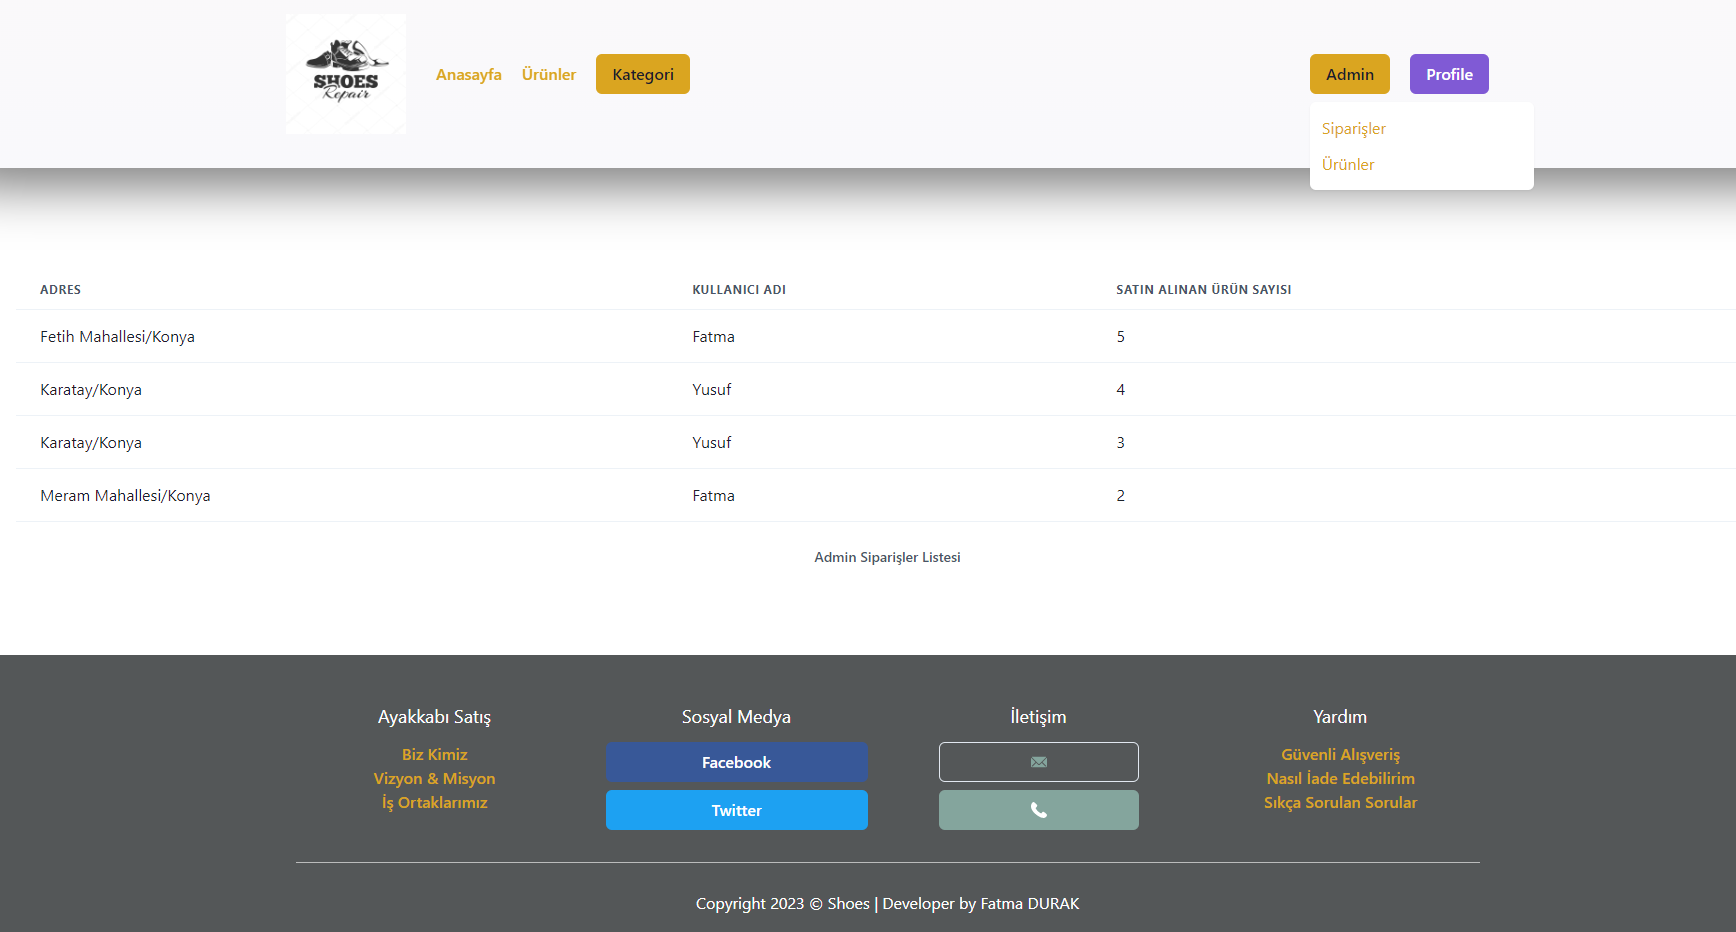 SHOES
Repair
Anasayfa Ürünler Kategori Admin Profile
Siparişler
Ürünler
ADRES KULLANICI ADI SATIN ALINAN ÜRÜN SAYISI
Fetih Mahallesi/Konya Fatma 5
Karatay/Konya Yusuf 4
Karatay/Konya Yusuf 3
Meram Mahallesi/Konya Fatma 2
Admin Siparişler Listesi
Ayakkabı Satış
Biz Kimiz
Vizyon & Misyon
İş Ortaklarımız
Sosyal Medya
Facebook
Twitter
İletişim
Yardım
Güvenli Alışveriş
Nasıl İade Edebilirim
Sıkça Sorulan Sorular
Copyright 2023 © Shoes | Developer by Fatma DURAK